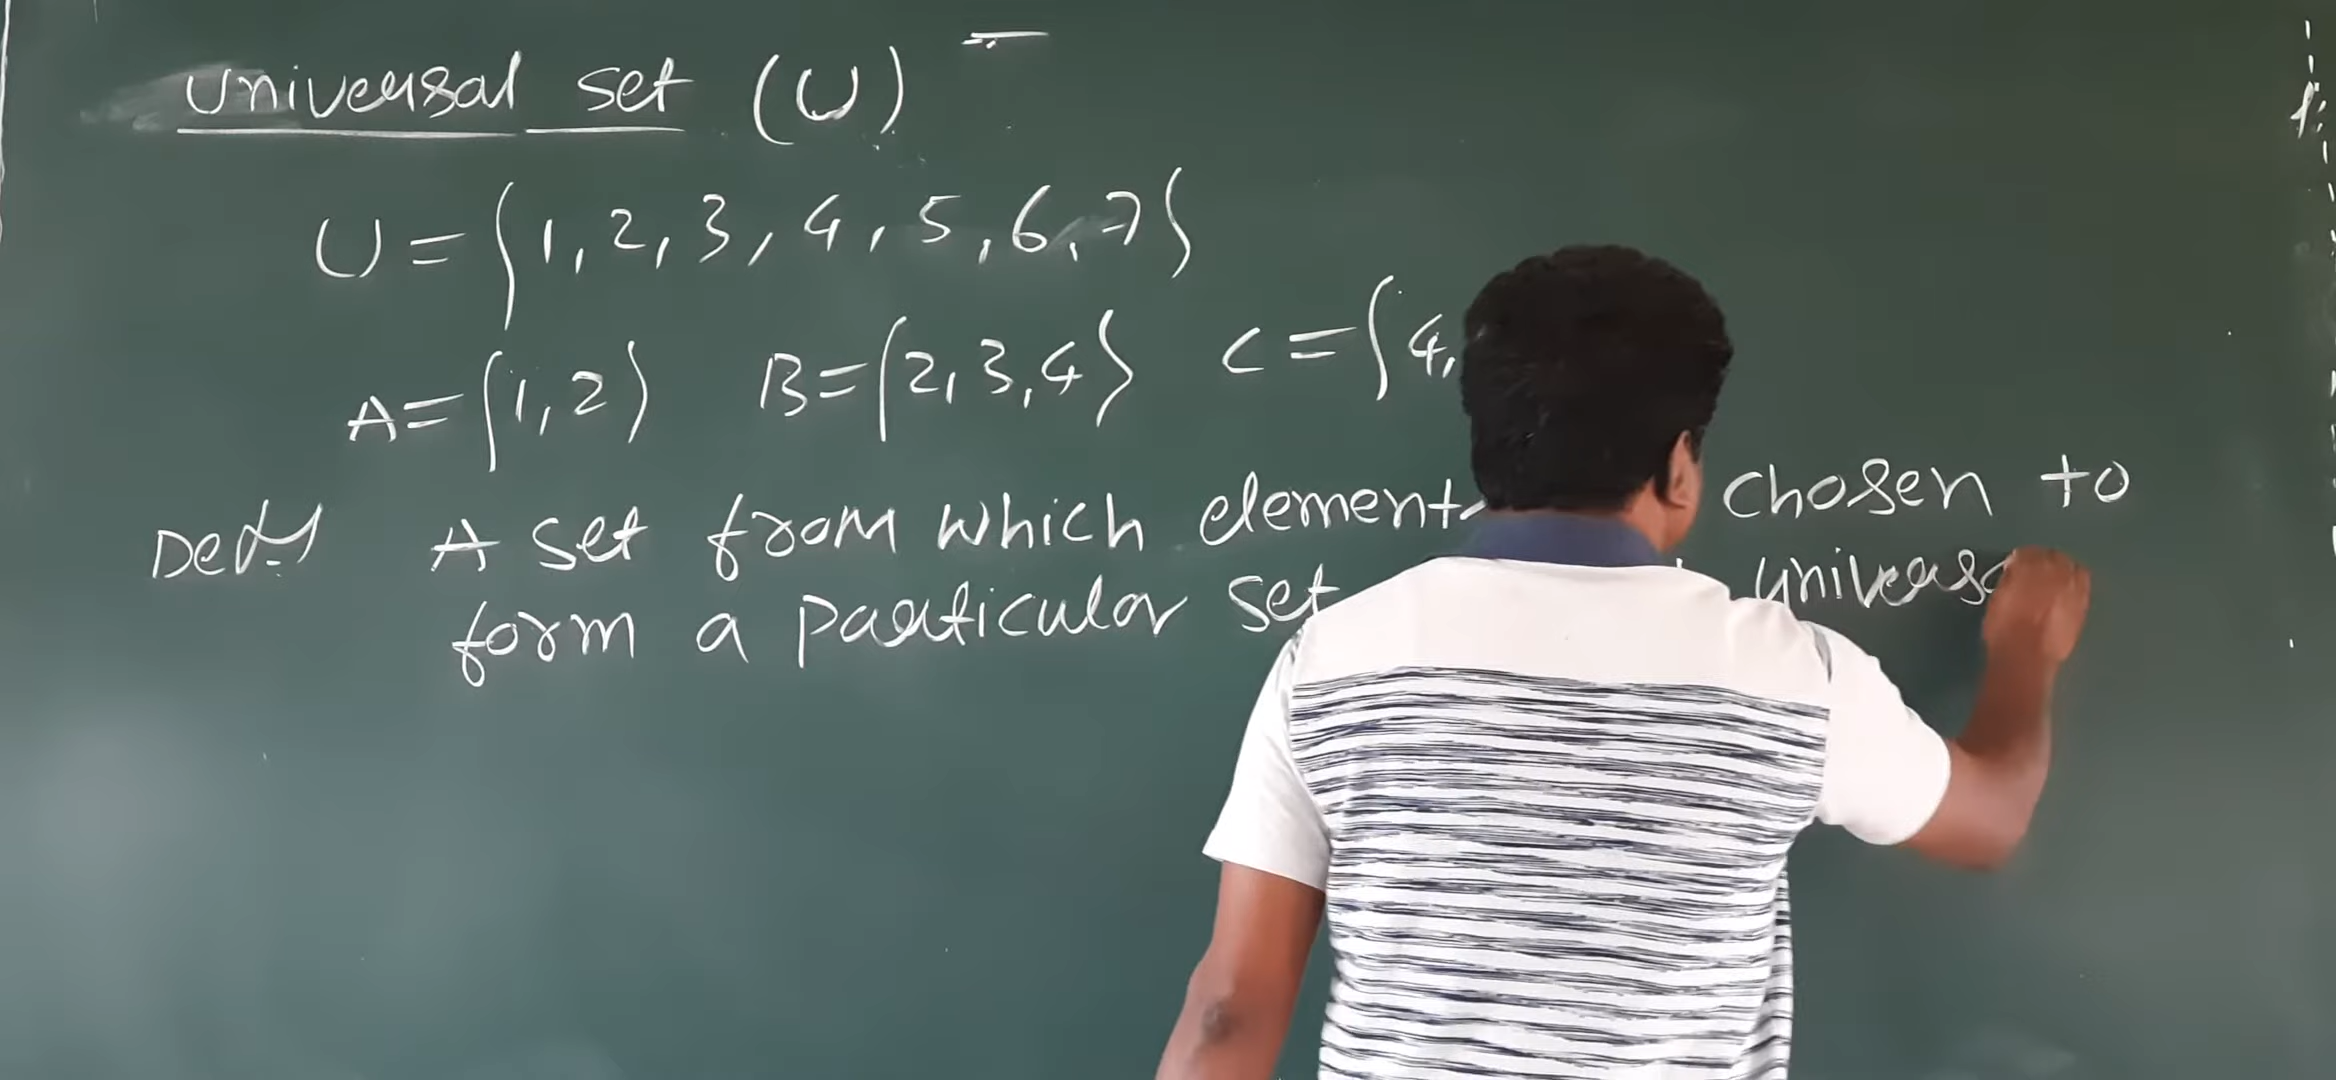 universal set (U)
U = {1, 2, 3, 4, 5, 6, 7}
A = {1, 2} B = {2, 3, 4} C = {4,
Defn A set from which element chosen to
form a particular set universa